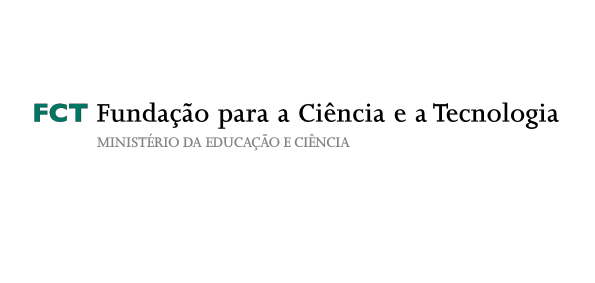 FCT Fundação para a Ciência e a Tecnologia
MINISTÉRIO DA EDUCAÇÃO E CIÊNCIA